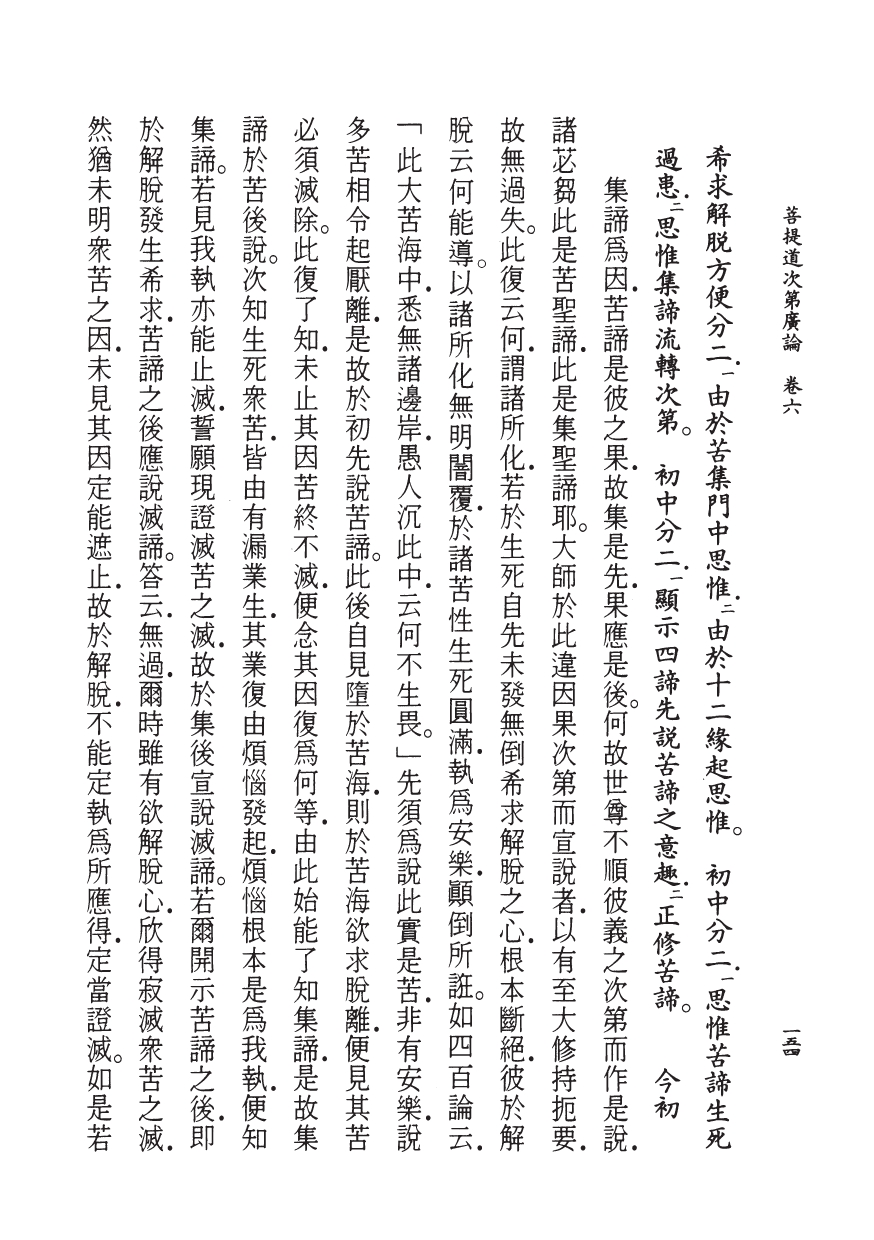 菩提道次第廣論　卷六　一五四
希求解脫方便分二．一由於苦集門中思惟．二由於十二緣起思惟。　初中分二．一思惟苦諦生死
過患．二思惟集諦流轉次第。　初中分二．一顯示四諦先說苦諦之意趣．二正修苦諦。　今初
集諦爲因．苦諦是彼之果．故集是先．果應是後。何故世尊不順彼義之次第而作是說．
諸苾芻此是苦聖諦．此是集聖諦耶。大師於此違因果次第而宣說者．以有至大修持扼要．
故無過失。此復云何．謂諸所化．若於生死自先未發無倒希求解脫之心．根本斷絕．彼於解
脫云何能導。以諸所化無明闇覆．於諸苦性生死圓滿．執爲安樂．顚倒所誑。如四百論云．
「此大苦海中．悉無諸邊岸．愚人沉此中．云何不生畏。」先須爲說此實是苦．非有安樂．說
多苦相令起厭離．是故於初先說苦諦。此後自見墮於苦海．則於苦海欲求脫離．便見其苦
必須滅除。此復了知．未止其因苦終不滅．便念其因復爲何等．由此始能了知集諦．是故集
諦於苦後說。次知生死衆苦．皆由有漏業生．其業復由煩惱發起．煩惱根本是爲我執．便知
集諦。若見我執亦能止滅．誓願現證滅苦之滅．故於集後宣說滅諦。若爾開示苦諦之後．即
於解脫發生希求．苦諦之後應說滅諦。答云．無過．爾時雖有欲解脫心．欣得寂滅衆苦之滅．
然猶未明衆苦之因．未見其因定能遮止．故於解脫．不能定執爲所應得．定當證滅。如是若